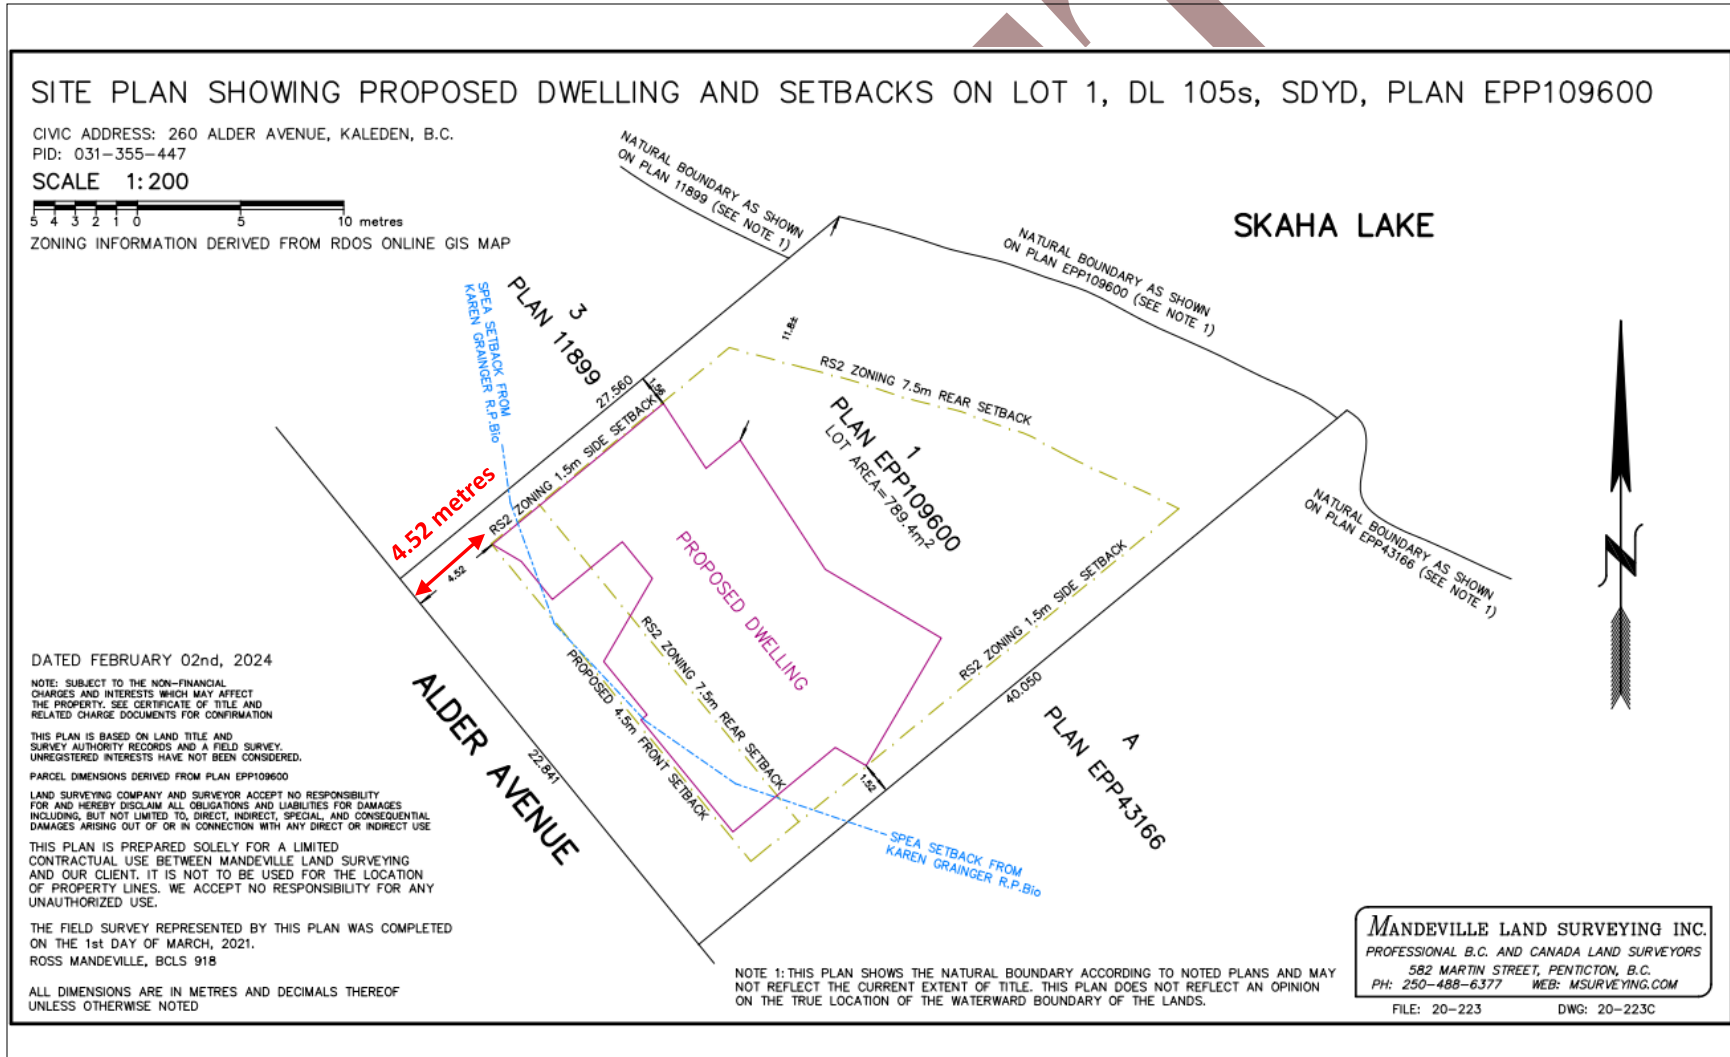 SITE PLAN SHOWING PROPOSED DWELLING AND SETBACKS ON LOT 1, DL 105s, SDYD, PLAN EPP109600
CIVIC ADDRESS: 260 ALDER AVENUE, KALEDEN, B.C.
PID: 031-355-447
SCALE 1:200
5 4 3 2 1 0 5 10 metres
ZONING INFORMATION DERIVED FROM RDOS ONLINE GIS MAP
NATURAL BOUNDARY AS SHOWN
ON PLAN 11899 (SEE NOTE 1)
SKAHA LAKE
NATURAL BOUNDARY AS SHOWN
ON PLAN EPP109600 (SEE NOTE 1)
SPEA SETBACK FROM
KAREN GRAINGER R.P.Bio
3
PLAN 11899
27.560
1.56
11.8±
RS2 ZONING 7.5m REAR SETBACK
RS2 ZONING 1.5m SIDE SETBACK
1
PLAN EPP109600
LOT AREA=789.4m²
4.52 metres
4.52
PROPOSED DWELLING
NATURAL BOUNDARY AS SHOWN
ON PLAN EPP43166 (SEE NOTE 1)
RS2 ZONING 1.5m SIDE SETBACK
40.050
RS2 ZONING 7.5m REAR SETBACK
PROPOSED 4.5m FRONT SETBACK
1.52
A
PLAN EPP43166
N
ALDER AVENUE
22.841
SPEA SETBACK FROM
KAREN GRAINGER R.P.Bio
DATED FEBRUARY 02nd, 2024
NOTE: SUBJECT TO THE NON-FINANCIAL
CHARGES AND INTERESTS WHICH MAY AFFECT
THE PROPERTY. SEE CERTIFICATE OF TITLE AND
RELATED CHARGE DOCUMENTS FOR CONFIRMATION
THIS PLAN IS BASED ON LAND TITLE AND
SURVEY AUTHORITY RECORDS AND A FIELD SURVEY.
UNREGISTERED INTERESTS HAVE NOT BEEN CONSIDERED.
PARCEL DIMENSIONS DERIVED FROM PLAN EPP109600
LAND SURVEYING COMPANY AND SURVEYOR ACCEPT NO RESPONSIBILITY
FOR AND HEREBY DISCLAIM ALL OBLIGATIONS AND LIABILITIES FOR DAMAGES
INCLUDING, BUT NOT LIMITED TO, DIRECT, INDIRECT, SPECIAL, AND CONSEQUENTIAL
DAMAGES ARISING OUT OF OR IN CONNECTION WITH ANY DIRECT OR INDIRECT USE
THIS PLAN IS PREPARED SOLELY FOR A LIMITED
CONTRACTUAL USE BETWEEN MANDEVILLE LAND SURVEYING
AND OUR CLIENT. IT IS NOT TO BE USED FOR THE LOCATION
OF PROPERTY LINES. WE ACCEPT NO RESPONSIBILITY FOR ANY
UNAUTHORIZED USE.
THE FIELD SURVEY REPRESENTED BY THIS PLAN WAS COMPLETED
ON THE 1st DAY OF MARCH, 2021.
ROSS MANDEVILLE, BCLS 918
ALL DIMENSIONS ARE IN METRES AND DECIMALS THEREOF
UNLESS OTHERWISE NOTED
NOTE 1: THIS PLAN SHOWS THE NATURAL BOUNDARY ACCORDING TO NOTED PLANS AND MAY
NOT REFLECT THE CURRENT EXTENT OF TITLE. THIS PLAN DOES NOT REFLECT AN OPINION
ON THE TRUE LOCATION OF THE WATERWARD BOUNDARY OF THE LANDS.
MANDEVILLE LAND SURVEYING INC.
PROFESSIONAL B.C. AND CANADA LAND SURVEYORS
582 MARTIN STREET, PENTICTON, B.C.
PH: 250-488-6377 WEB: MSURVEYING.COM
FILE: 20-223 DWG: 20-223C